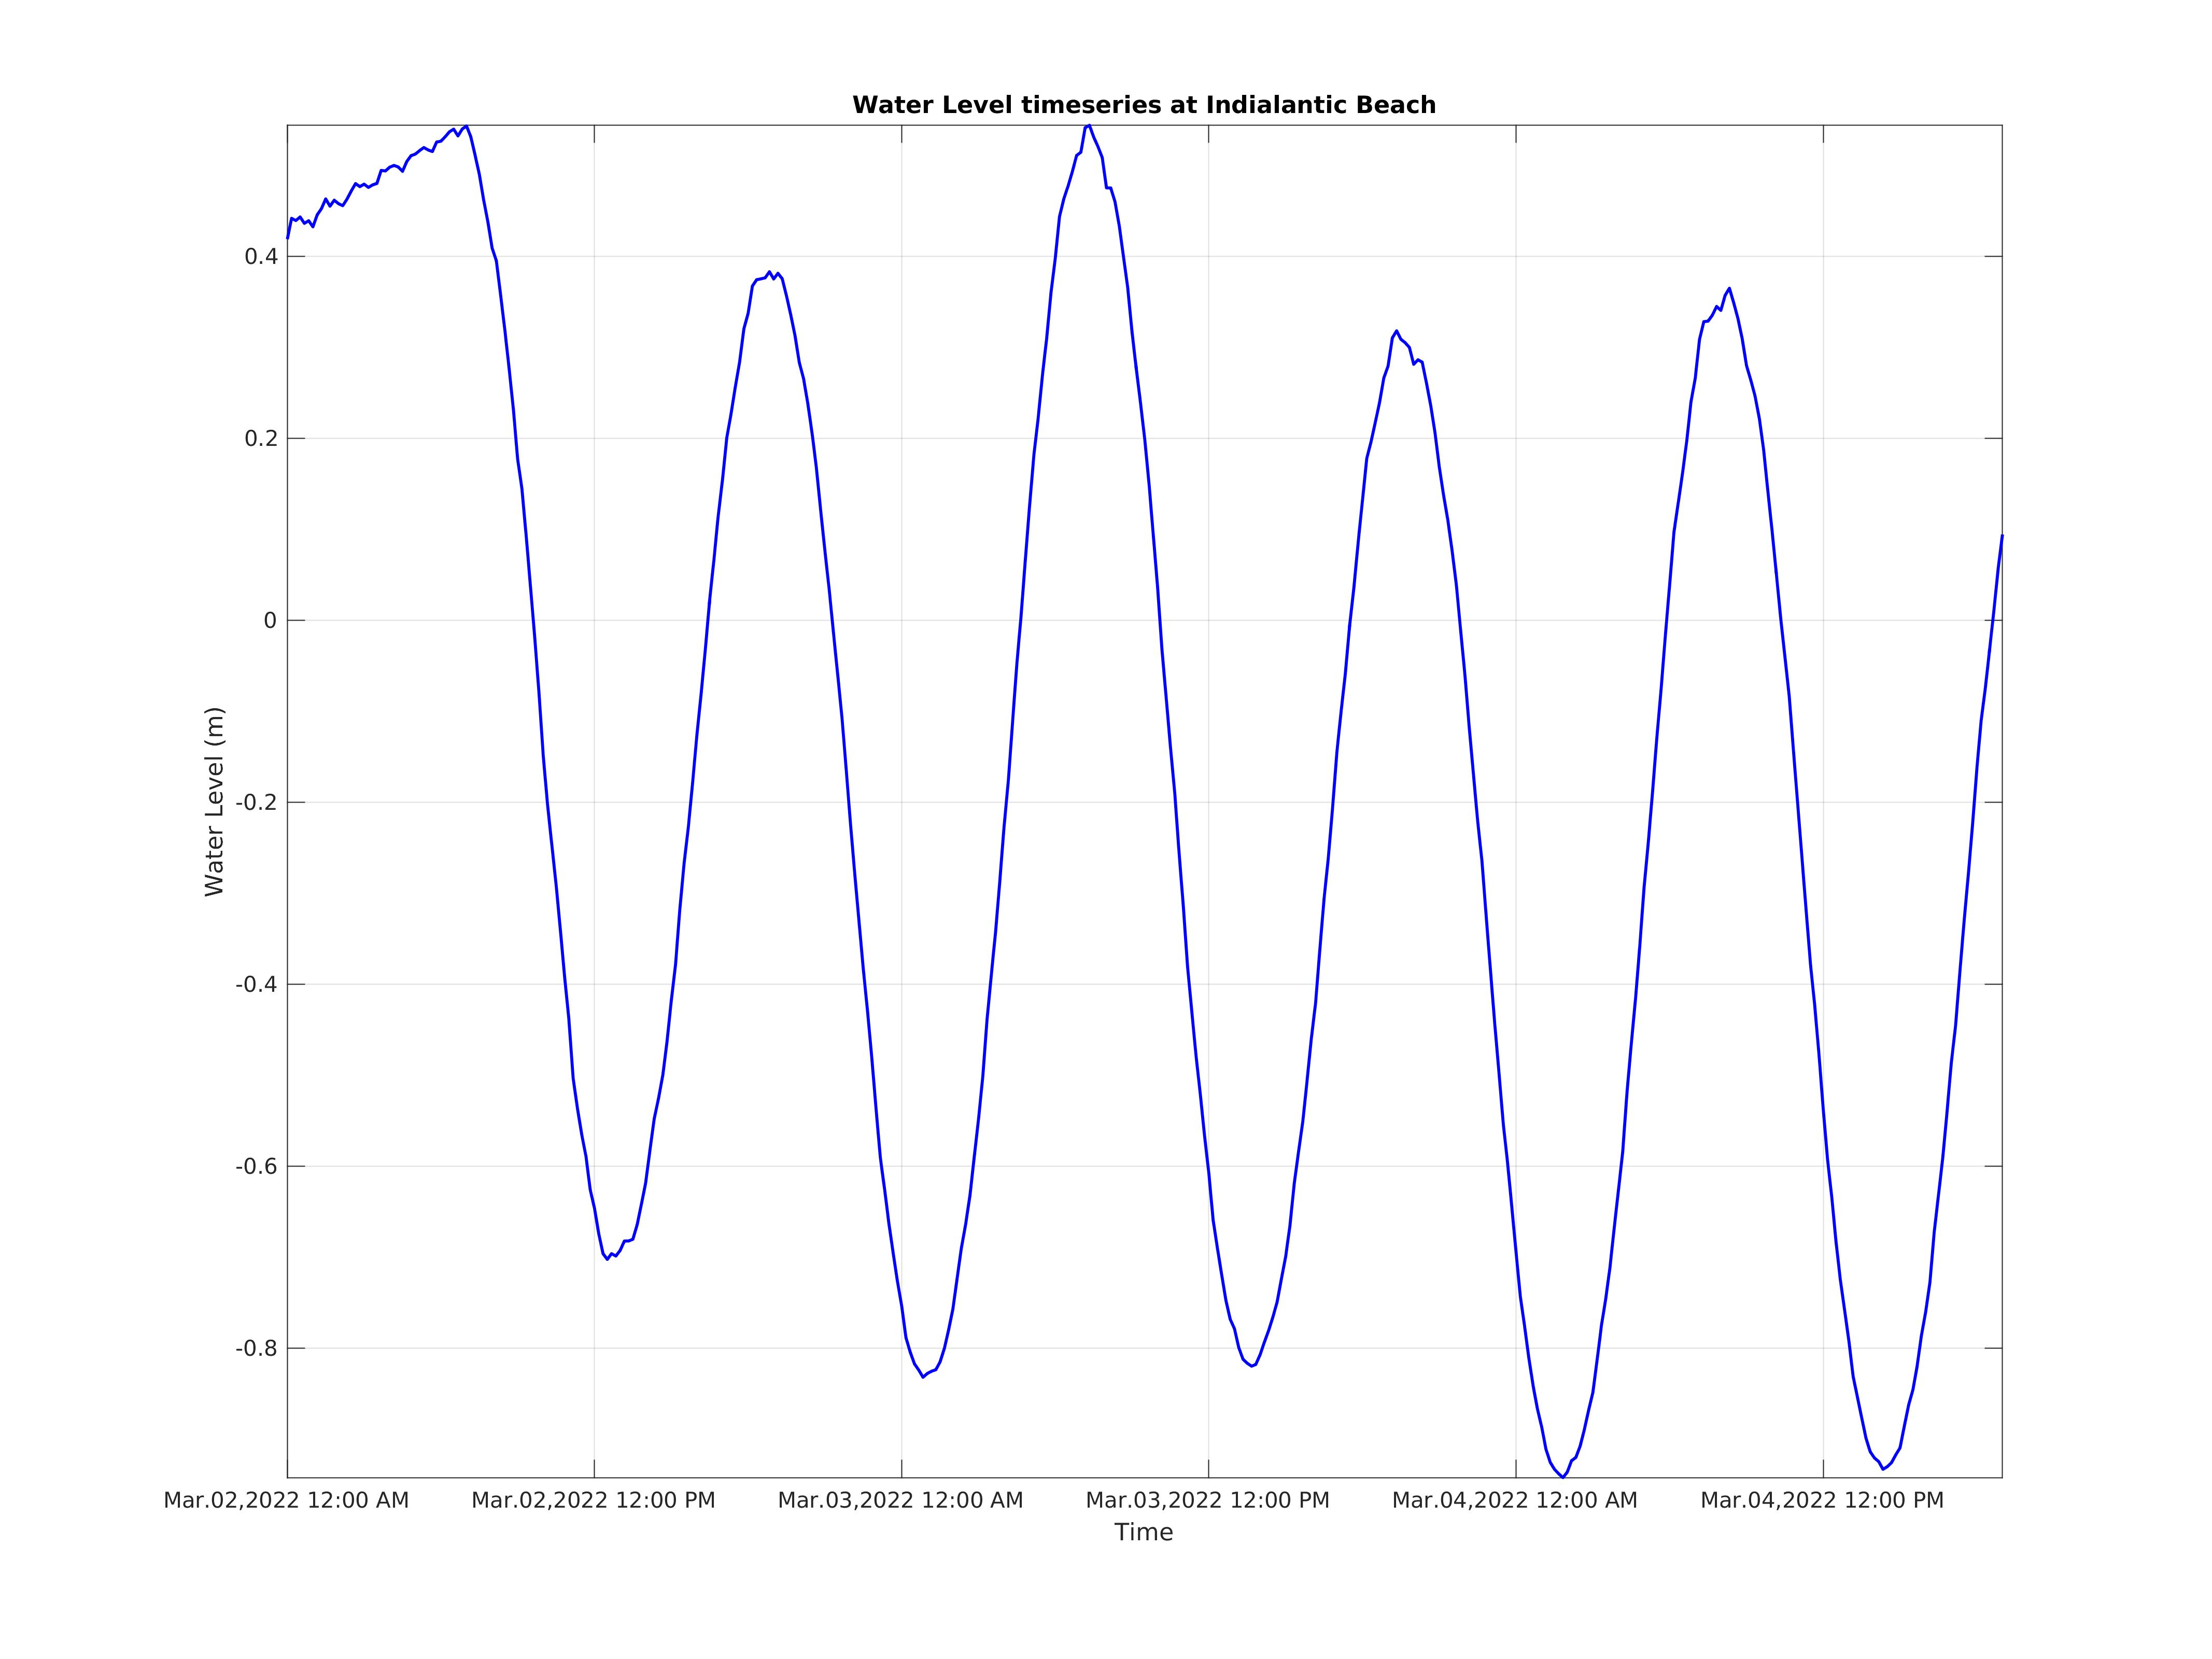 Water Level timeseries at Indialantic Beach
0.4
0.2
0
-0.2
-0.4
-0.6
-0.8
Water Level (m)
Mar.02,2022 12:00 AM
Mar.02,2022 12:00 PM
Mar.03,2022 12:00 AM
Mar.03,2022 12:00 PM
Mar.04,2022 12:00 AM
Mar.04,2022 12:00 PM
Time